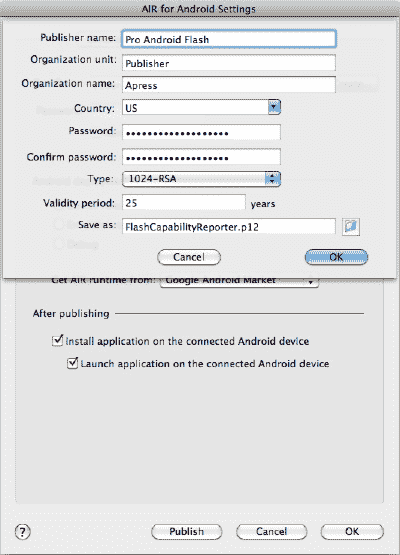 AIR for Android Settings
Publisher name: Pro Android Flash
Organization unit: Publisher
Organization name: Apress
Country: US
Password: •••••••••••••••••••
Confirm password: •••••••••••••••••••
Type: 1024-RSA
Validity period: 25 years
Save as: FlashCapabilityReporter.p12
Cancel OK
Get AIR runtime from: Google Android Market
After publishing
Install application on the connected Android device
Launch application on the connected Android device
? Publish Cancel OK